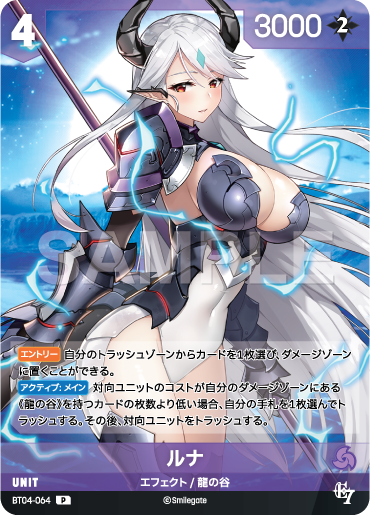 4
3000
2
SAMPLE
エントリー 自分のトラッシュゾーンからカードを1枚選び、ダメージゾーン
に置くことができる。
アクティブ:メイン 対向ユニットのコストが自分のダメージゾーンにある
《龍の谷》を持つカードの枚数より低い場合、自分の手札を1枚選んでト
ラッシュする。その後、対向ユニットをトラッシュする。
ルナ
UNIT
エフェクト / 龍の谷
BT04-064 P
©Smilegate
E7